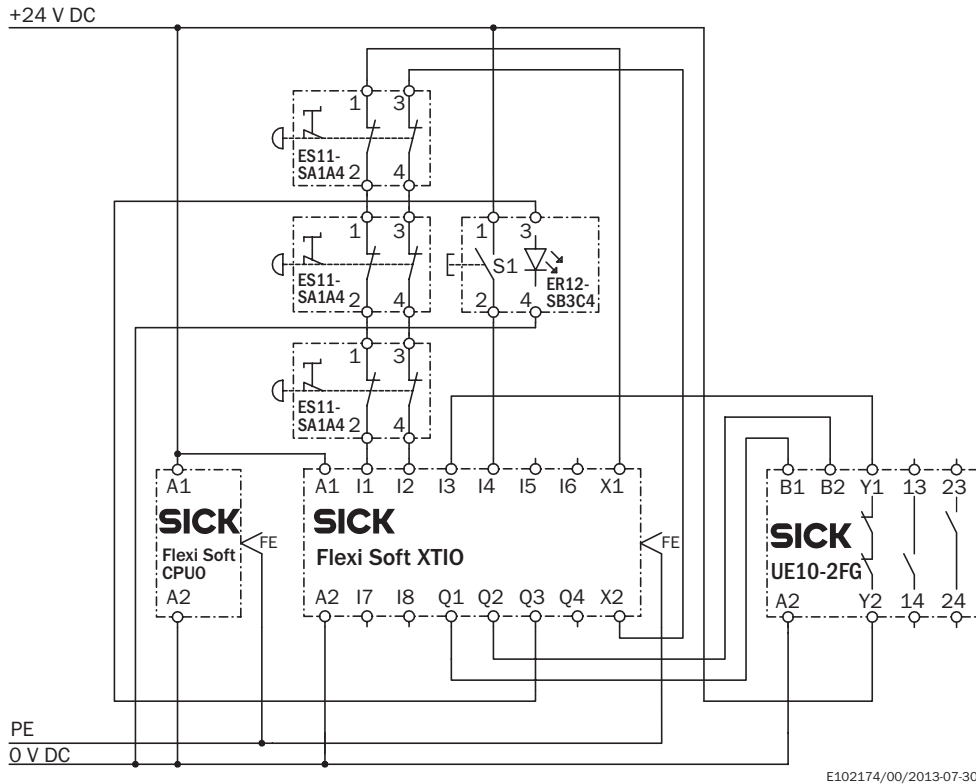 +24 V DC
1 3
ES11-
SA1A4 2 4
1 3
ES11-
SA1A4 2 4
1 3
S1
ER12-
SB3C4
2 4
1 3
ES11-
SA1A4 2 4
A1
SICK
Flexi Soft
CPU0
A2
FE
A1 I1 I2 I3 I4 I5 I6 X1
SICK
Flexi Soft XTIO
A2 I7 I8 Q1 Q2 Q3 Q4 X2
FE
B1 B2 Y1 13 23
SICK
UE10-2FG
A2 Y2 14 24
PE
0 V DC
E102174/00/2013-07-30